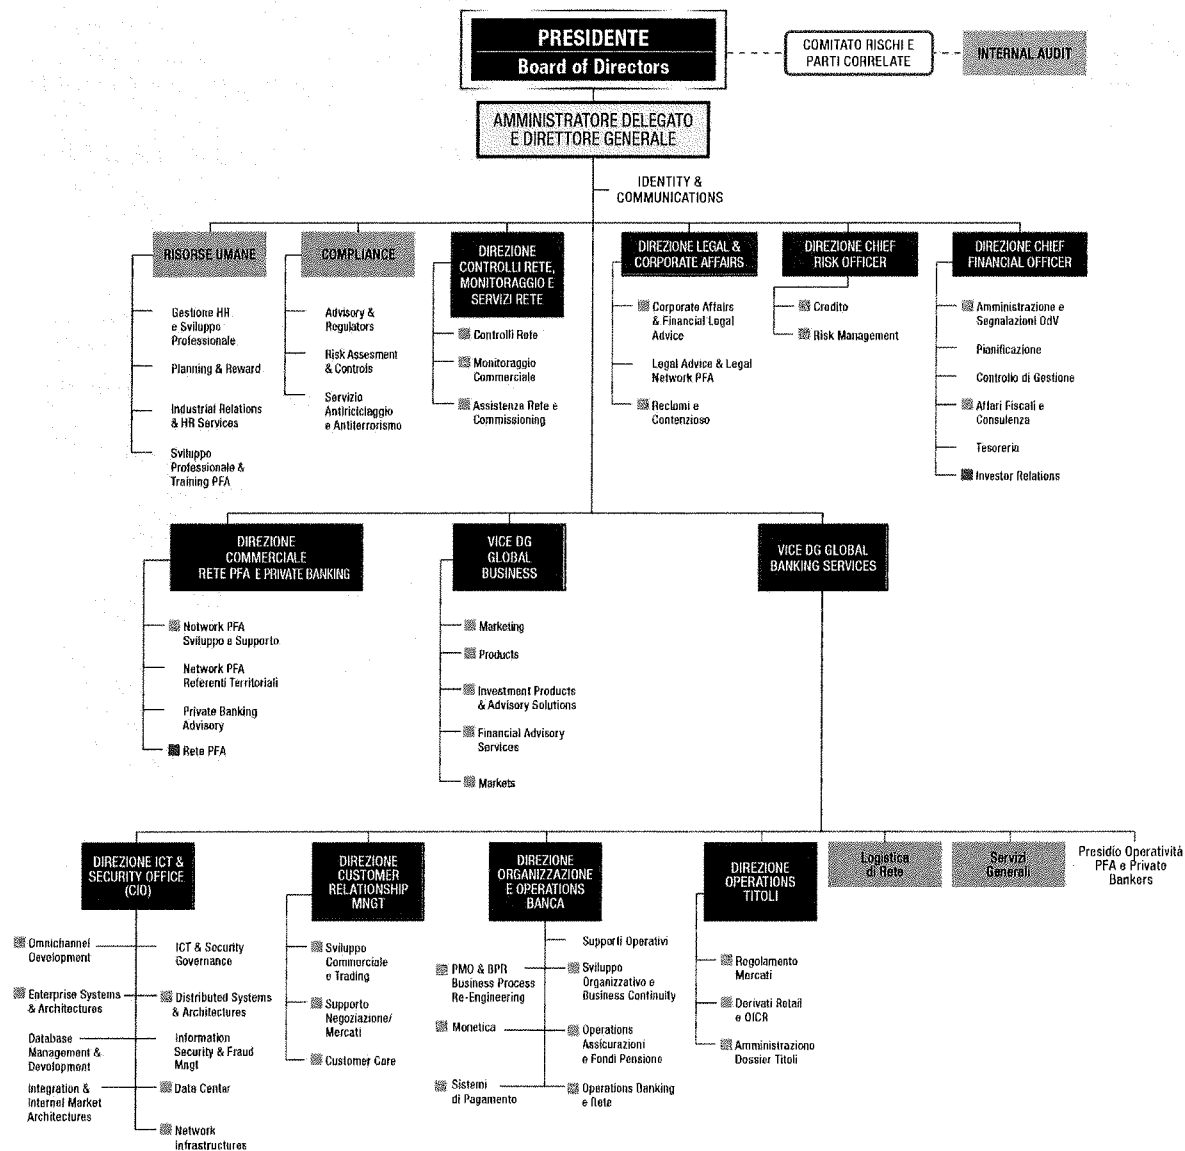 PRESIDENTE
Board of Directors
COMITATO RISCHI E
PARTI CORRELATE
INTERNAL AUDIT
AMMINISTRATORE DELEGATO
E DIRETTORE GENERALE
IDENTITY &
COMMUNICATIONS
RISORSE UMANE
Gestione HR
e Sviluppo
Professionale
Planning & Reward
Industrial Relations
& HR Services
Sviluppo
Professionale &
Training PFA
COMPLIANCE
Advisory &
Regulators
Risk Assesment
& Controls
Servizio
Antiriciclaggio
e Antiterrorismo
DIREZIONE
CONTROLLI RETE,
MONITORAGGIO E
SERVIZI RETE
Controlli Rete
Monitoraggio
Commerciale
Assistenza Rete e
Commissioning
DIREZIONE LEGAL &
CORPORATE AFFAIRS
Corporate Affairs
& Financial Legal
Advice
Legal Advice & Legal
Network PFA
Reclami e
Contenzioso
DIREZIONE CHIEF
RISK OFFICER
Credito
Risk Management
DIREZIONE CHIEF
FINANCIAL OFFICER
Amministrazione e
Segnalazioni OdV
Pianificazione
Controllo di Gestione
Affari Fiscali e
Consulenza
Tesoreria
Investor Relations
DIREZIONE
COMMERCIALE
RETE PFA E PRIVATE BANKING
Network PFA
Sviluppo e Supporto
Network PFA
Referenti Territoriali
Private Banking
Advisory
Rete PFA
VICE DG
GLOBAL
BUSINESS
Marketing
Products
Investment Products
& Advisory Solutions
Financial Advisory
Services
Markets
VICE DG GLOBAL
BANKING SERVICES
DIREZIONE ICT &
SECURITY OFFICE
(CIO)
Omnichannel
Development
ICT & Security
Governance
Enterprise Systems
& Architectures
Distributed Systems
& Architectures
Database
Management &
Development
Information
Security & Fraud
Mngt
Integration &
Internel Market
Architectures
Data Center
Network
Infrastructures
DIREZIONE
CUSTOMER
RELATIONSHIP
MNGT
Sviluppo
Commerciale
e Trading
Supporto
Negoziazione/
Mercati
Customer Care
DIREZIONE
ORGANIZZAZIONE
E OPERATIONS
BANCA
Supporti Operativi
PMO & BPR
Business Process
Re-Engineering
Sviluppo
Organizzativo e
Business Continuity
Monetica
Operations
Assicurazioni
e Fondi Pensione
Sistemi
di Pagamento
Operations Banking
e Rete
DIREZIONE
OPERATIONS
TITOLI
Regolamento
Mercati
Derivati Retail
e OICR
Amministrazione
Dossier Titoli
Logistica
di Rete
Servizi
Generali
Presidio Operatività
PFA e Private
Bankers